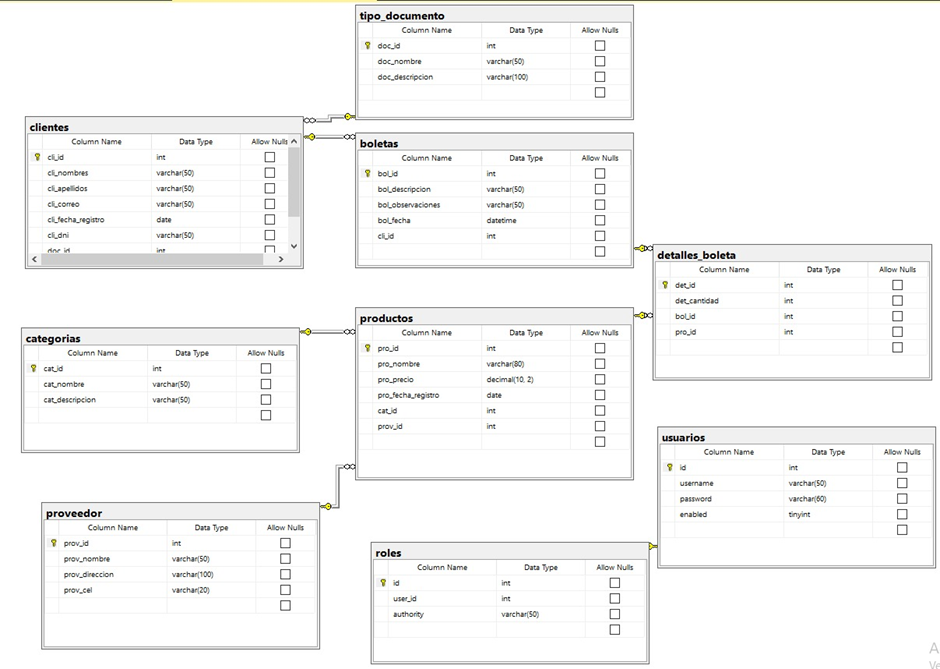 tipo_documento
Column Name Data Type Allow Nulls
doc_id int
doc_nombre varchar(50)
doc_descripcion varchar(100)
clientes
Column Name Data Type Allow Nulls
cli_id int
cli_nombres varchar(50)
cli_apellidos varchar(50)
cli_correo varchar(50)
cli_fecha_registro date
cli_dni varchar(50)
doc_id int
boletas
Column Name Data Type Allow Nulls
bol_id int
bol_descripcion varchar(50)
bol_observaciones varchar(50)
bol_fecha datetime
cli_id int
detalles_boleta
Column Name Data Type Allow Nulls
det_id int
det_cantidad int
bol_id int
pro_id int
categorias
Column Name Data Type Allow Nulls
cat_id int
cat_nombre varchar(50)
cat_descripcion varchar(50)
productos
Column Name Data Type Allow Nulls
pro_id int
pro_nombre varchar(80)
pro_precio decimal(10, 2)
pro_fecha_registro date
cat_id int
prov_id int
usuarios
Column Name Data Type Allow Nulls
id int
username varchar(50)
password varchar(60)
enabled tinyint
proveedor
Column Name Data Type Allow Nulls
prov_id int
prov_nombre varchar(50)
prov_direccion varchar(100)
prov_cel varchar(20)
roles
Column Name Data Type Allow Nulls
id int
user_id int
authority varchar(50)